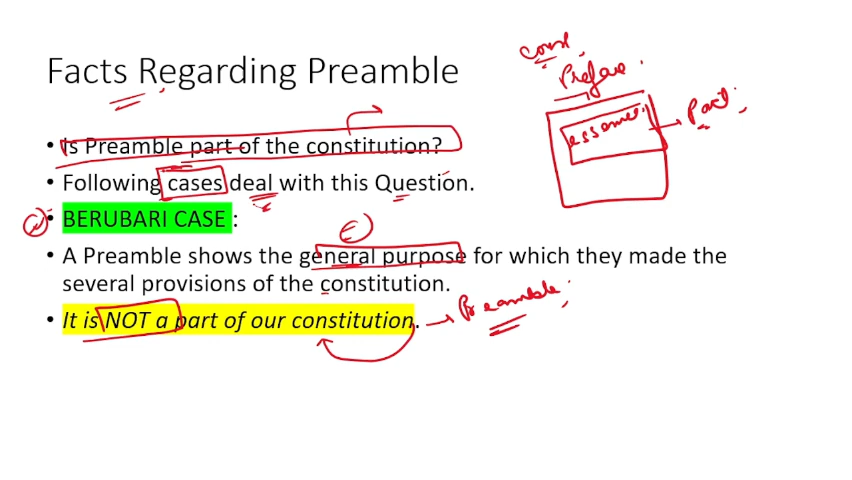 Facts Regarding Preamble
const.
Preface
essence
Part
• Is Preamble part of the constitution?
• Following cases deal with this Question.
• BERUBARI CASE :
• A Preamble shows the general purpose for which they made the
several provisions of the constitution.
• It is NOT a part of our constitution. → Preamble